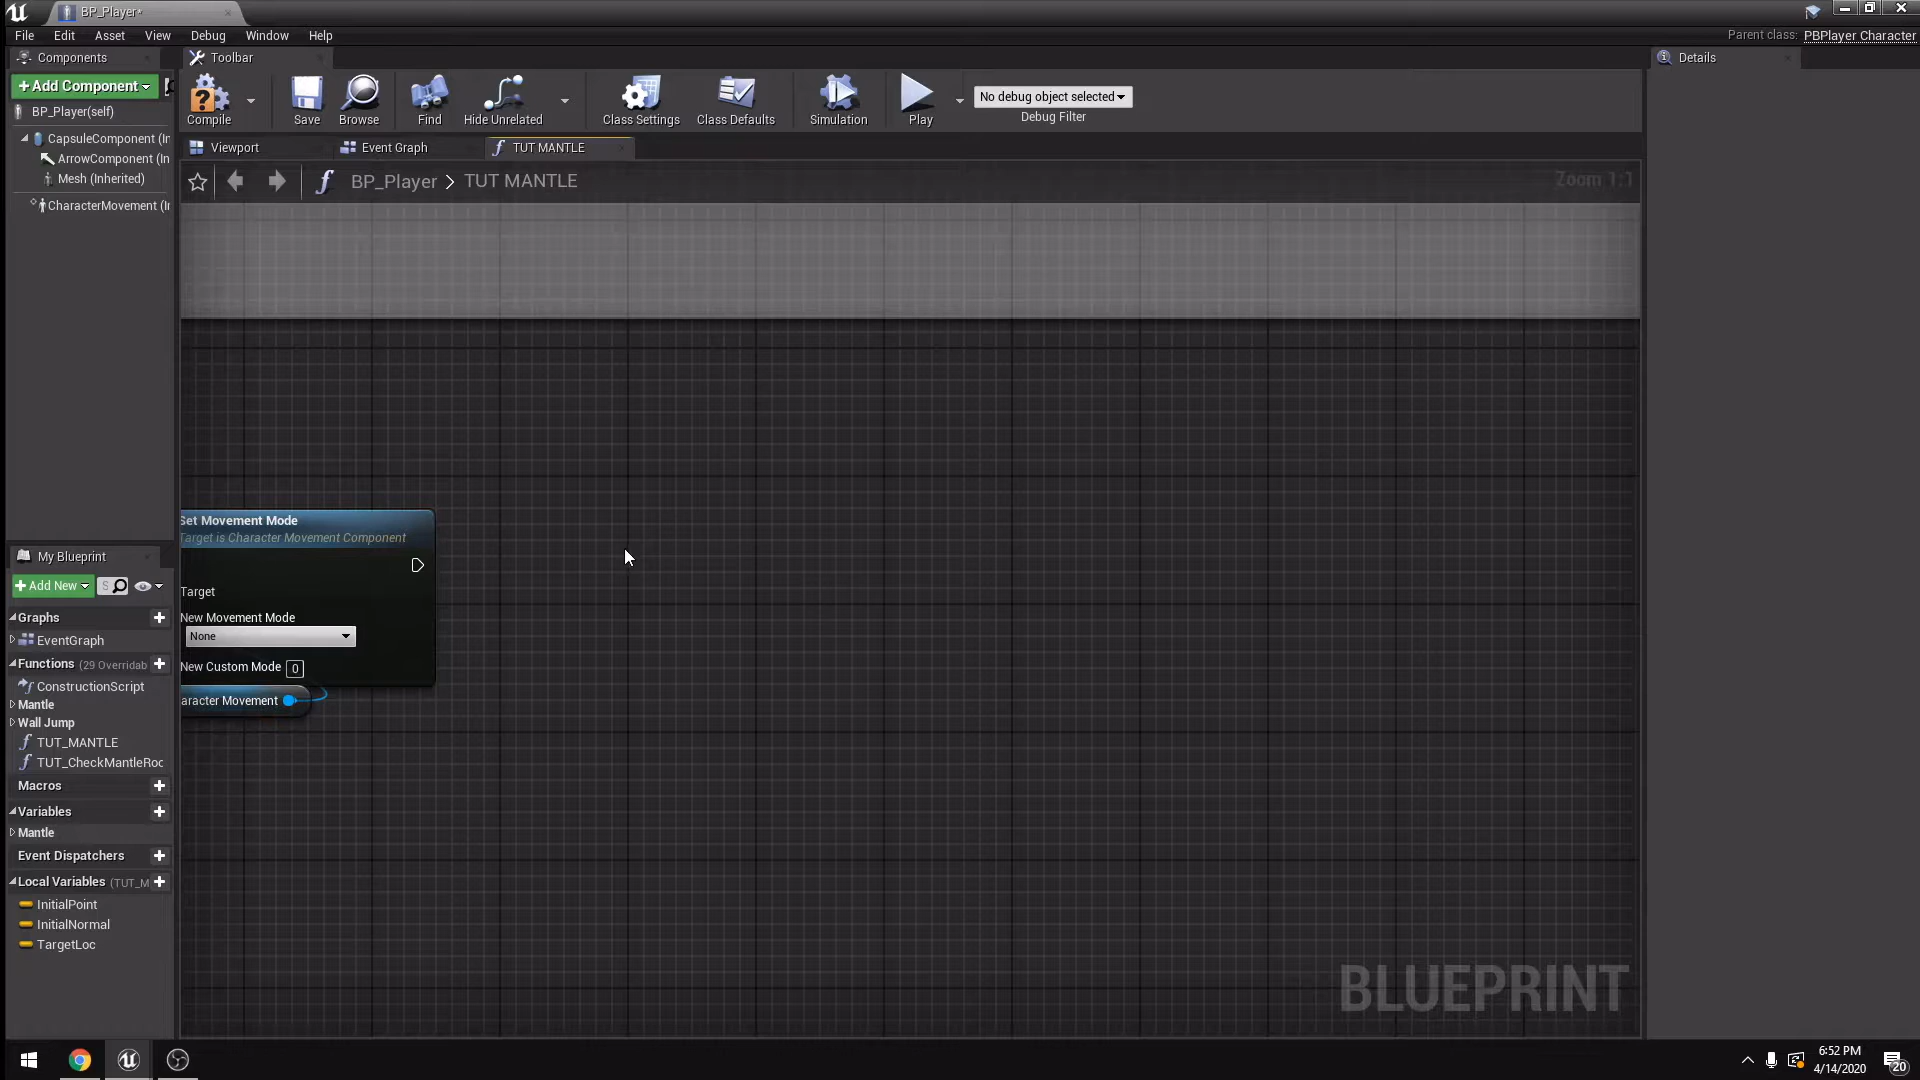 BP_Player*
File Edit Asset View Debug Window Help
Parent class: PBPlayer Character
Components
Toolbar
Details
+Add Component
BP_Player(self)
CapsuleComponent (In
ArrowComponent (In
Mesh (Inherited)
CharacterMovement (I
Compile
Save
Browse
Find
Hide Unrelated
Class Settings
Class Defaults
Simulation
Play
No debug object selected
Debug Filter
Viewport
Event Graph
TUT MANTLE
BP_Player > TUT MANTLE
Zoom 1:1
Set Movement Mode
Target is Character Movement Component
Target
New Movement Mode
None
New Custom Mode 0
aracter Movement
My Blueprint
+Add New
S
Graphs
EventGraph
Functions (29 Overridab
ConstructionScript
Mantle
Wall Jump
TUT_MANTLE
TUT_CheckMantleRoo
Macros
Variables
Mantle
Event Dispatchers
Local Variables (TUT_M
InitialPoint
InitialNormal
TargetLoc
BLUEPRINT
6:52 PM
4/14/2020
20